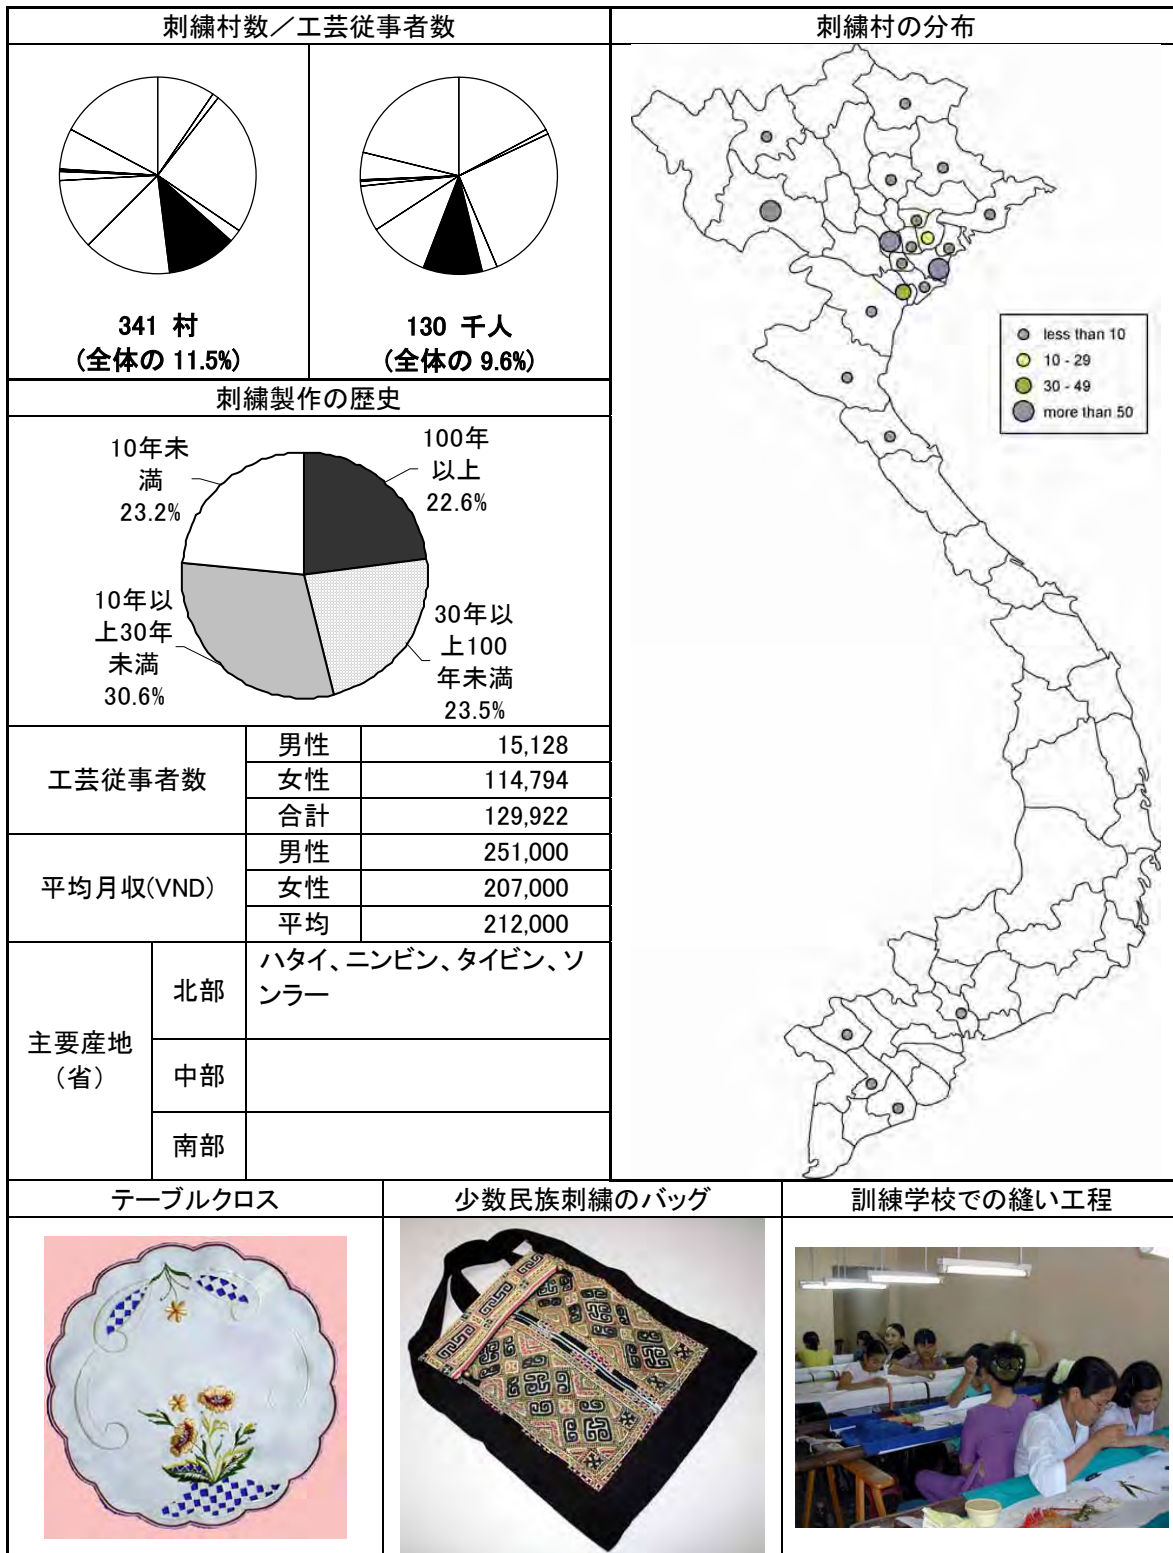 刺繍村数／工芸従事者数
刺繍村の分布
341 村
(全体の 11.5%)
130 千人
(全体の 9.6%)
less than 10
10 - 29
30 - 49
more than 50
刺繍製作の歴史
10年未
満
23.2%
100年
以上
22.6%
10年以
上30年
未満
30.6%
30年以
上100
年未満
23.5%
工芸従事者数
男性
15,128
女性
114,794
合計
129,922
平均月収(VND)
男性
251,000
女性
207,000
平均
212,000
主要産地
（省）
北部
ハタイ、ニンビン、タイビン、ソ
ンラー
中部
南部
テーブルクロス
少数民族刺繍のバッグ
訓練学校での縫い工程